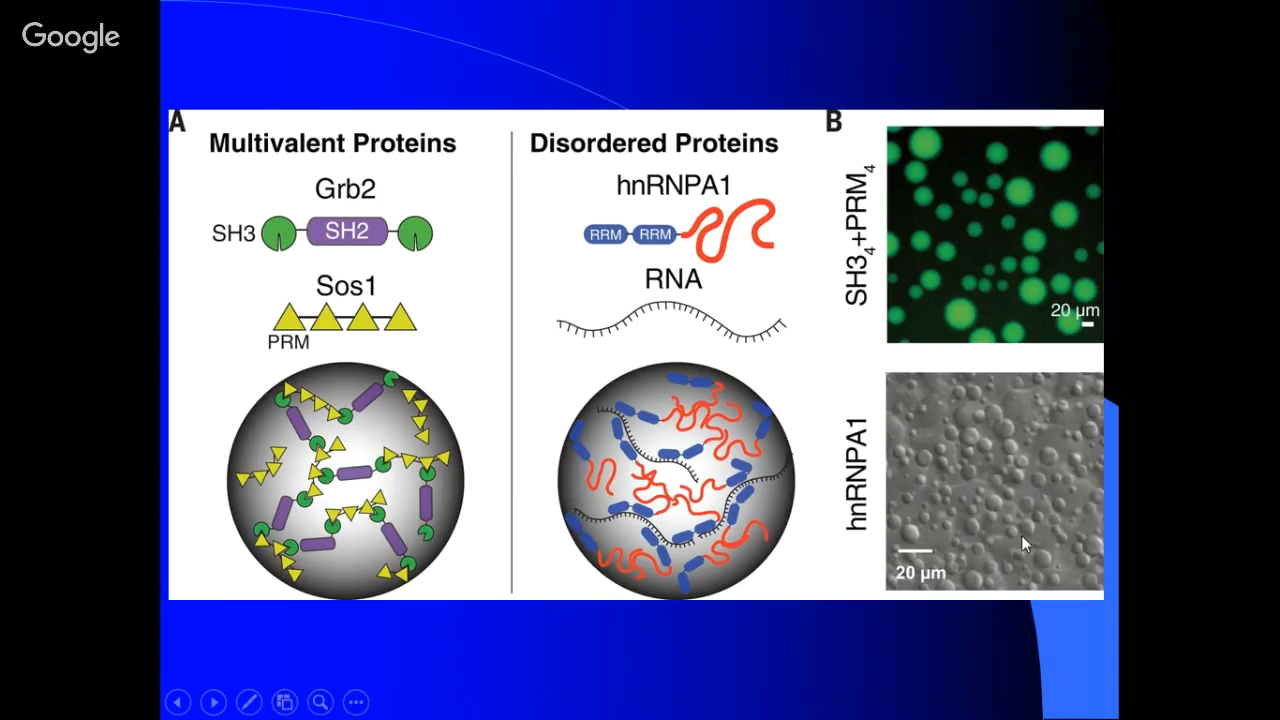 Google
A
Multivalent Proteins
Grb2
SH3
SH2
Sos1
PRM
Disordered Proteins
hnRNPA1
RRM RRM
RNA
B
SH3₄+PRM₄
20 µm
hnRNPA1
20 µm